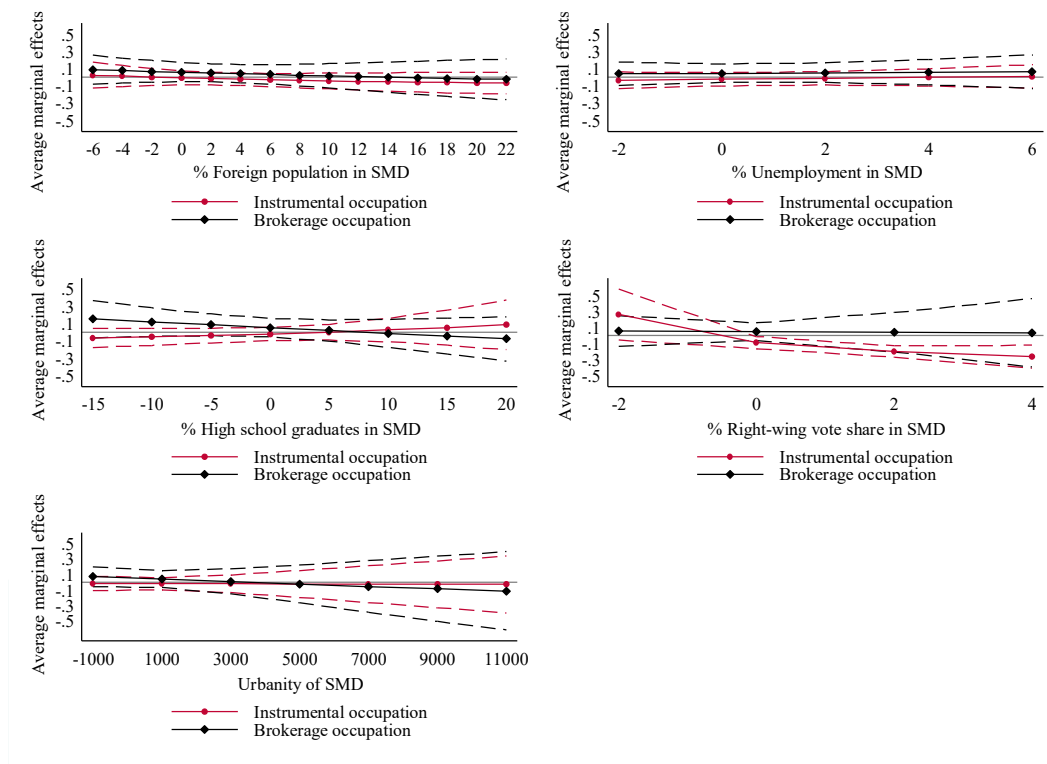 Average marginal effects
.5
.3
.1
-.1
-.3
-.5
-6 -4 -2 0 2 4 6 8 10 12 14 16 18 20 22
% Foreign population in SMD
Instrumental occupation
Brokerage occupation
Average marginal effects
.5
.3
.1
-.1
-.3
-.5
-2 0 2 4 6
% Unemployment in SMD
Instrumental occupation
Brokerage occupation
Average marginal effects
.5
.3
.1
-.1
-.3
-.5
-15 -10 -5 0 5 10 15 20
% High school graduates in SMD
Instrumental occupation
Brokerage occupation
Average marginal effects
.5
.3
.1
-.1
-.3
-.5
-2 0 2 4
% Right-wing vote share in SMD
Instrumental occupation
Brokerage occupation
Average marginal effects
.5
.3
.1
-.1
-.3
-.5
-1000 1000 3000 5000 7000 9000 11000
Urbanity of SMD
Instrumental occupation
Brokerage occupation